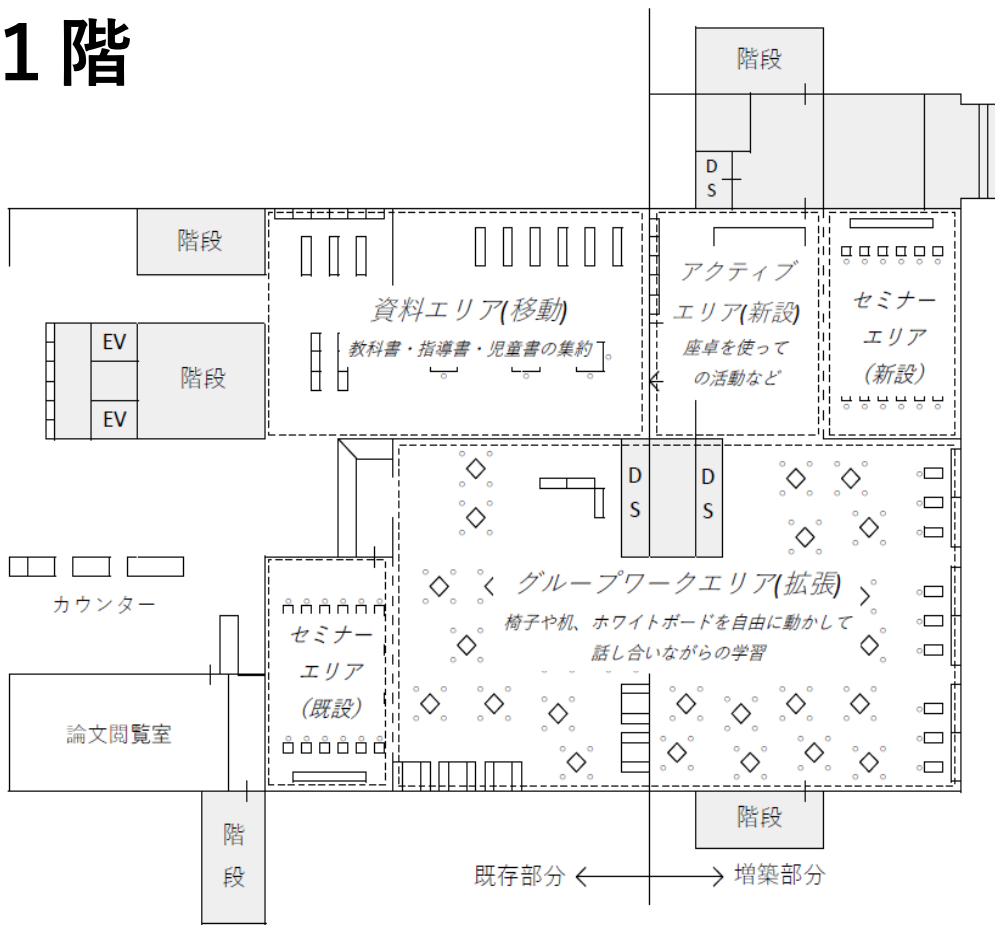 1階
階段
DS
階段
アクティブ
エリア(新設)
座卓を使って
の活動など
セミナー
エリア
(新設)
資料エリア(移動)
教科書・指導書・児童書の集約
EV
階段
EV
DS
DS
グループワークエリア(拡張)
椅子や机、ホワイトボードを自由に動かして
話し合いながらの学習
カウンター
セミナー
エリア
(既設)
論文閲覧室
階段
階段
既存部分
増築部分